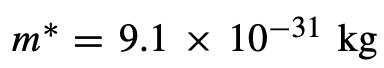 m* = 9.1 × 10⁻³¹ kg